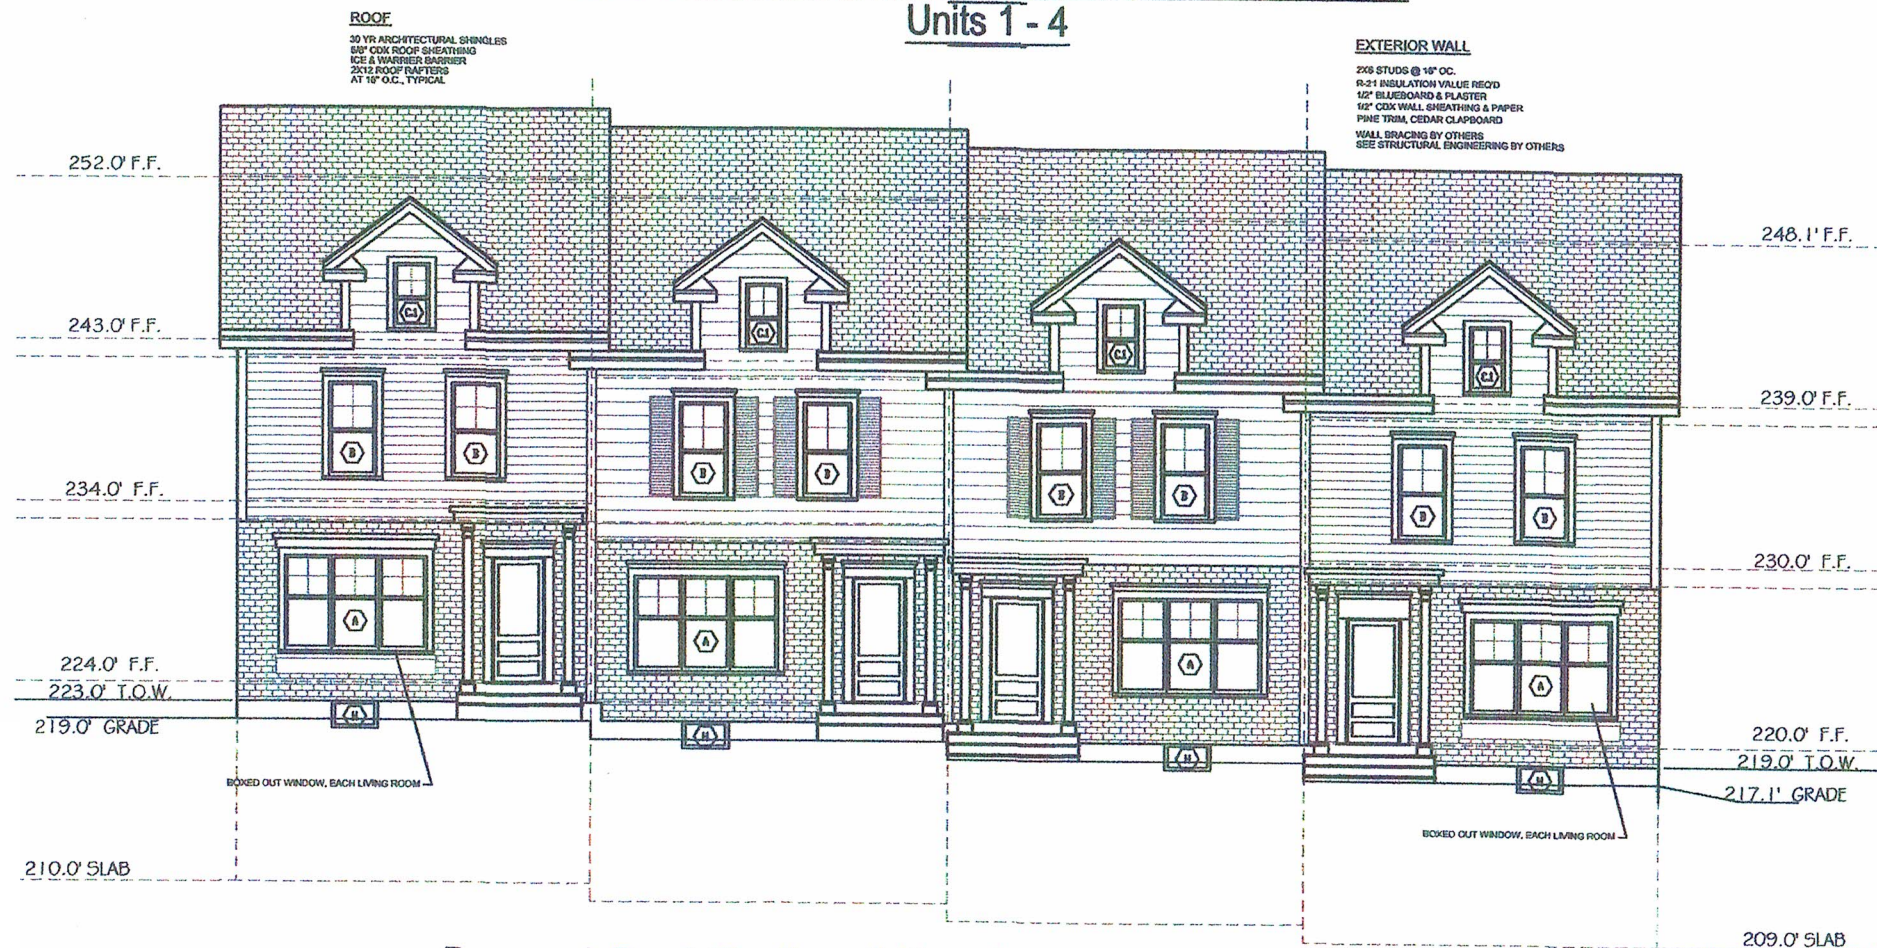 Units 1 - 4
ROOF
30 YR ARCHITECTURAL SHINGLES
5/8" CDX ROOF SHEATHING
ICE & WARRIER BARRIER
2X12 ROOF RAFTERS
AT 16" O.C., TYPICAL
EXTERIOR WALL
2X6 STUDS @ 16" OC.
R-21 INSULATION VALUE REQ'D
1/2" BLUEBOARD & PLASTER
1/2" CDX WALL SHEATHING & PAPER
PINE TRIM, CEDAR CLAPBOARD
WALL BRACING BY OTHERS
SEE STRUCTURAL ENGINEERING BY OTHERS
252.0' F.F.
248.1' F.F.
C1
C1
C1
C1
243.0' F.F.
239.0' F.F.
B
B
B
B
B
B
B
B
234.0' F.F.
230.0' F.F.
A
A
A
A
224.0' F.F.
223.0' T.O.W.
219.0' GRADE
220.0' F.F.
219.0' T.O.W.
217.1' GRADE
H
H
H
H
BOXED OUT WINDOW, EACH LIVING ROOM
BOXED OUT WINDOW, EACH LIVING ROOM
210.0' SLAB
209.0' SLAB